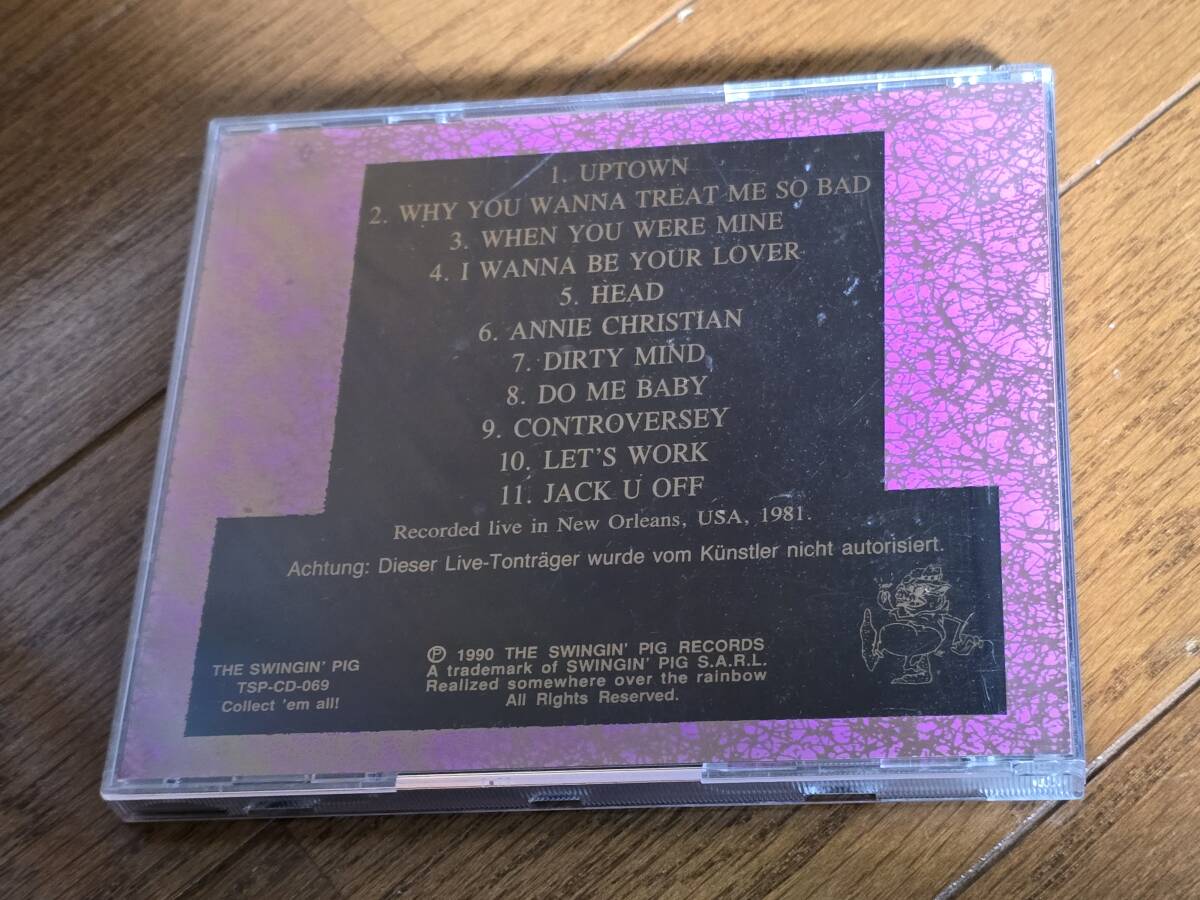 1. UPTOWN
2. WHY YOU WANNA TREAT ME SO BAD
3. WHEN YOU WERE MINE
4. I WANNA BE YOUR LOVER
5. HEAD
6. ANNIE CHRISTIAN
7. DIRTY MIND
8. DO ME BABY
9. CONTROVERSEY
10. LET'S WORK
11. JACK U OFF
Recorded live in New Orleans, USA, 1981.
Achtung: Dieser Live-Tonträger wurde vom Künstler nicht autorisiert.
THE SWINGIN' PIG
TSP-CD-069
Collect 'em all!
℗ 1990 THE SWINGIN' PIG RECORDS
A trademark of SWINGIN' PIG S.A.R.L.
Realized somewhere over the rainbow
All Rights Reserved.